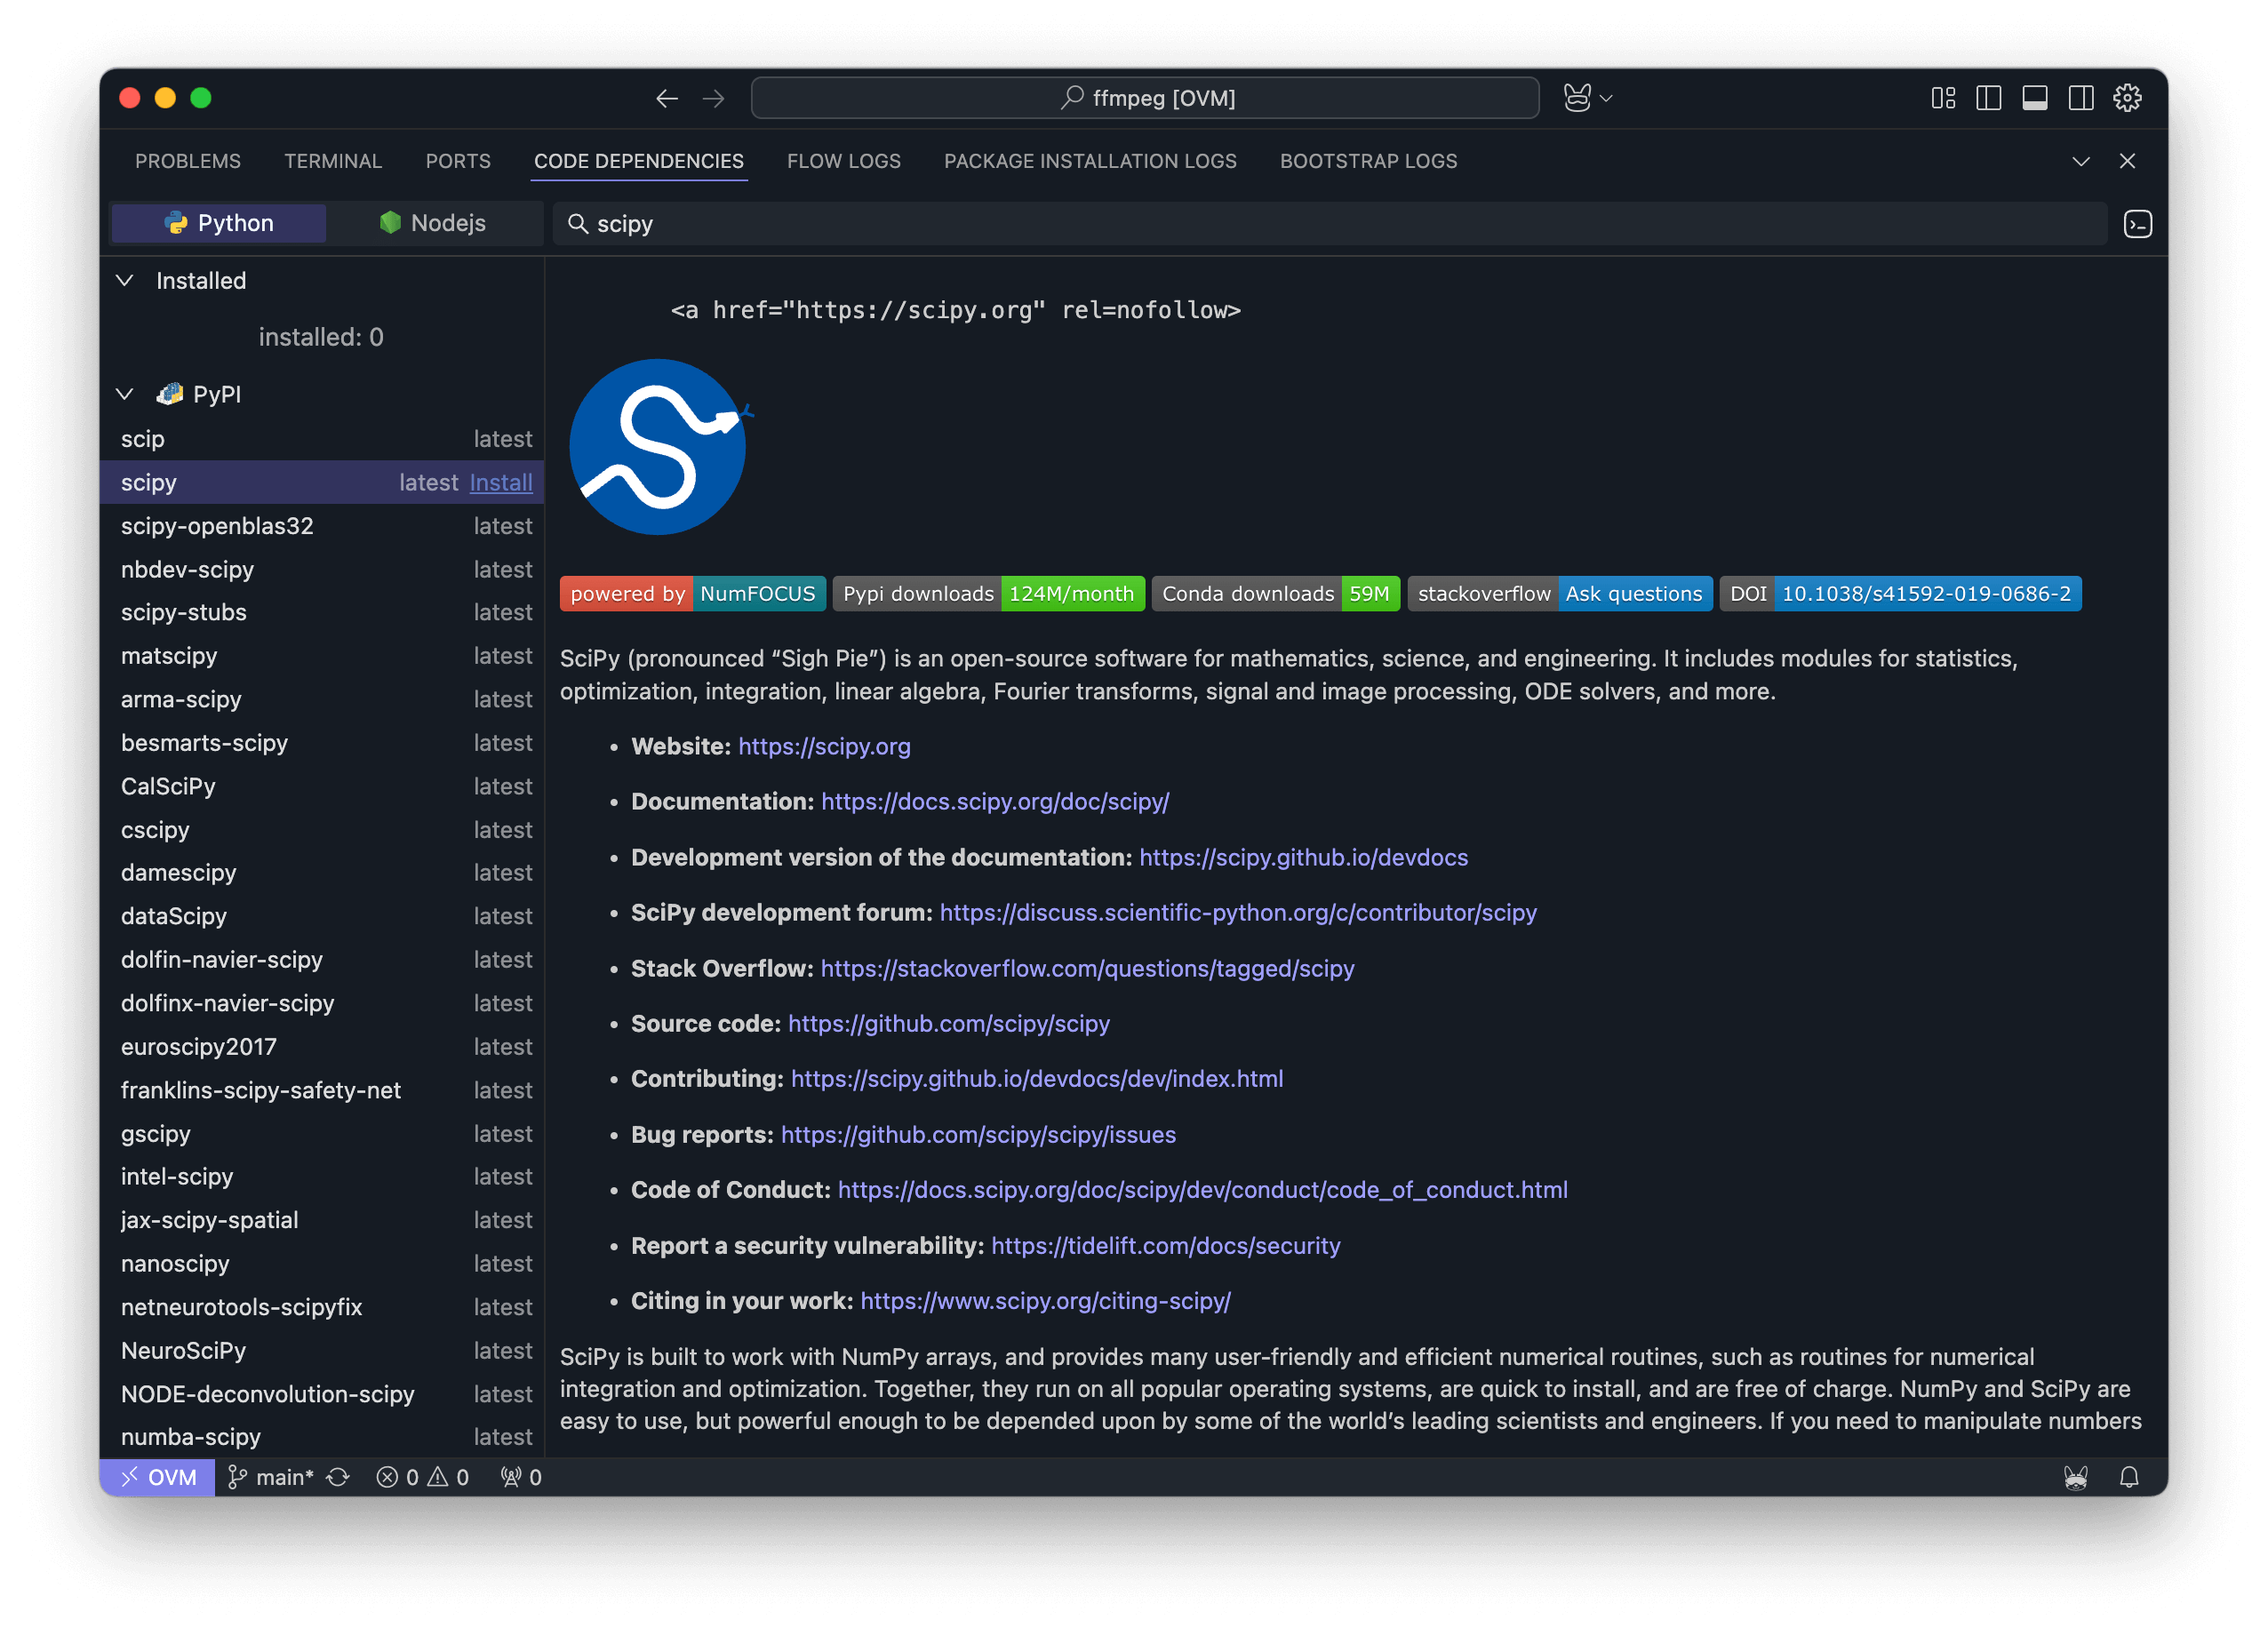 ffmpeg [OVM]
PROBLEMS TERMINAL PORTS CODE DEPENDENCIES FLOW LOGS PACKAGE INSTALLATION LOGS BOOTSTRAP LOGS
Python Nodejs scipy
Installed
installed: 0
PyPI
scip latest
scipy latest Install
scipy-openblas32 latest
nbdev-scipy latest
scipy-stubs latest
matscipy latest
arma-scipy latest
besmarts-scipy latest
CalSciPy latest
cscipy latest
damescipy latest
dataScipy latest
dolfin-navier-scipy latest
dolfinx-navier-scipy latest
euroscipy2017 latest
franklins-scipy-safety-net latest
gscipy latest
intel-scipy latest
jax-scipy-spatial latest
nanoscipy latest
netneurotools-scipyfix latest
NeuroSciPy latest
NODE-deconvolution-scipy latest
numba-scipy latest
<a href="https://scipy.org" rel=nofollow>
powered by NumFOCUS Pypi downloads 124M/month Conda downloads 59M stackoverflow Ask questions DOI 10.1038/s41592-019-0686-2
SciPy (pronounced “Sigh Pie”) is an open-source software for mathematics, science, and engineering. It includes modules for statistics,
optimization, integration, linear algebra, Fourier transforms, signal and image processing, ODE solvers, and more.
• Website: https://scipy.org
• Documentation: https://docs.scipy.org/doc/scipy/
• Development version of the documentation: https://scipy.github.io/devdocs
• SciPy development forum: https://discuss.scientific-python.org/c/contributor/scipy
• Stack Overflow: https://stackoverflow.com/questions/tagged/scipy
• Source code: https://github.com/scipy/scipy
• Contributing: https://scipy.github.io/devdocs/dev/index.html
• Bug reports: https://github.com/scipy/scipy/issues
• Code of Conduct: https://docs.scipy.org/doc/scipy/dev/conduct/code_of_conduct.html
• Report a security vulnerability: https://tidelift.com/docs/security
• Citing in your work: https://www.scipy.org/citing-scipy/
SciPy is built to work with NumPy arrays, and provides many user-friendly and efficient numerical routines, such as routines for numerical
integration and optimization. Together, they run on all popular operating systems, are quick to install, and are free of charge. NumPy and SciPy are
easy to use, but powerful enough to be depended upon by some of the world’s leading scientists and engineers. If you need to manipulate numbers
OVM main* 0 0 0